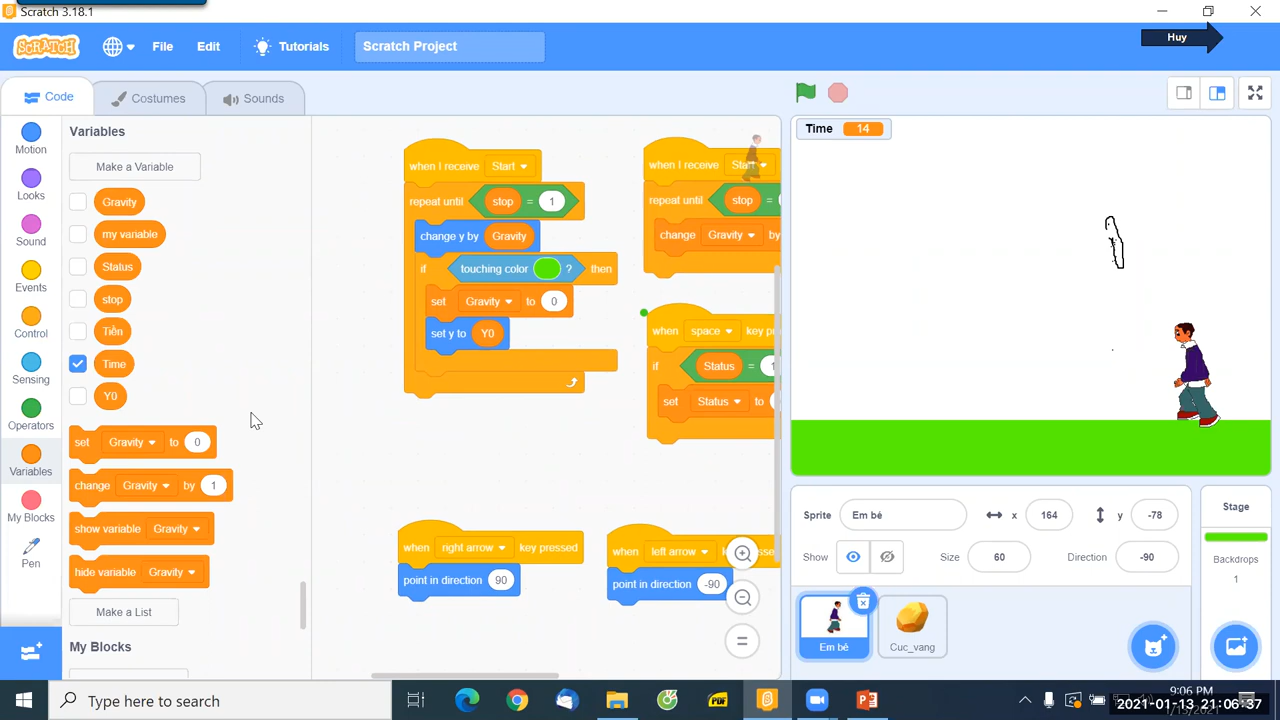 Scratch 3.18.1
Huy
SCRATCH File Edit Tutorials Scratch Project
Code Costumes Sounds
Motion
Looks
Sound
Events
Control
Sensing
Operators
Variables
My Blocks
Pen
Variables
Make a Variable
Gravity
my variable
Status
stop
Tiền
Time
Y0
set Gravity to 0
change Gravity by 1
show variable Gravity
hide variable Gravity
Make a List
My Blocks
when I receive Start
repeat until stop = 1
change y by Gravity
if touching color ? then
set Gravity to 0
set y to Y0
when I receive Start
repeat until stop =
change Gravity by
when space key pr
if Status = 1
set Status to
when right arrow key pressed
point in direction 90
when left arrow
point in direction -90
Time 14
Sprite Em bé x 164 y -78
Show Size 60 Direction -90
Em bé
Cuc_vang
Stage
Backdrops
1
Type here to search
PDF
9:06 PM
2021-01-13 21:06:37